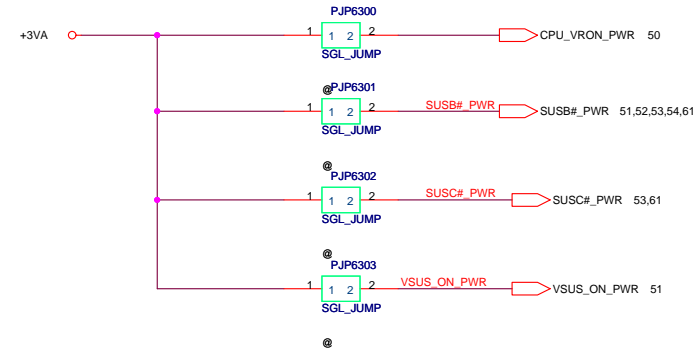 PJP6300
+3VA 1 1 2 2 CPU_VRON_PWR 50
SGL_JUMP
@
PJP6301
1 1 2 2 SUSB#_PWR SUSB#_PWR 51,52,53,54,61
SGL_JUMP
@
PJP6302
1 1 2 2 SUSC#_PWR SUSC#_PWR 53,61
SGL_JUMP
@
PJP6303
1 1 2 2 VSUS_ON_PWR VSUS_ON_PWR 51
SGL_JUMP
@